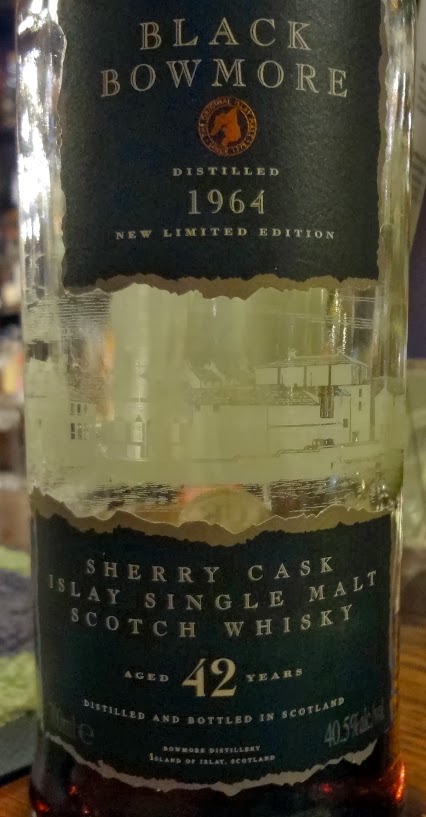 BLACK
BOWMORE
DISTILLED
1964
NEW LIMITED EDITION
SHERRY CASK
ISLAY SINGLE MALT
SCOTCH WHISKY
AGED 42 YEARS
DISTILLED AND BOTTLED IN SCOTLAND
40.5%alc/vol
BOWMORE DISTILLERY
ISLAND OF ISLAY, SCOTLAND